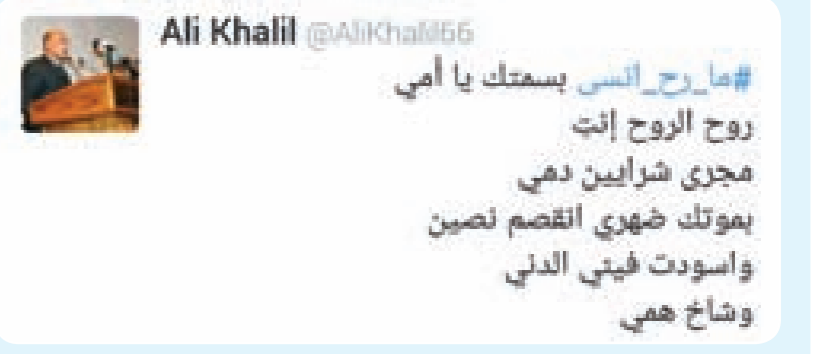 Ali Khalil @AliKhalil66
#ما_رح_انسى بسمتك يا أمي
روح الروح إنتِ
مجرى شرايين دمي
بموتك ضهري انقصم نصين
واسودت فيني الدني
وشاخ همي